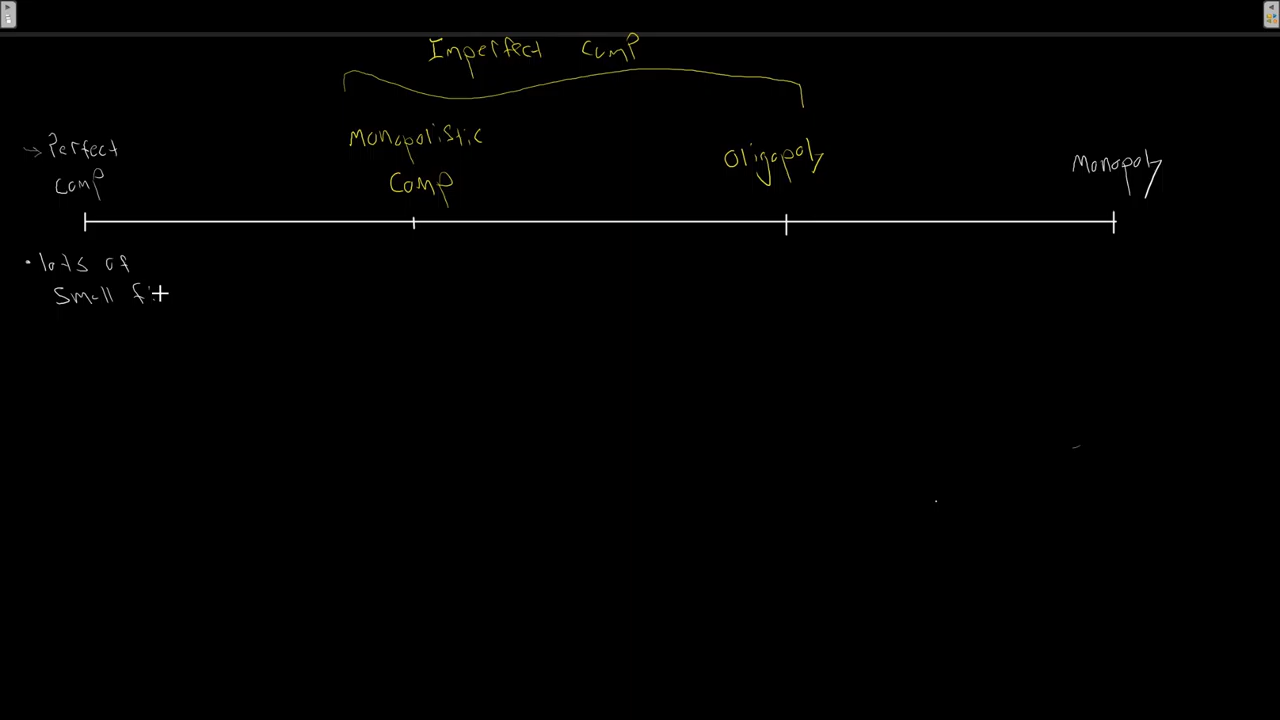 Imperfect comp
→ Perfect
comp
Monopolistic
Comp
Oligopoly
Monopoly
• lots of
Small fi